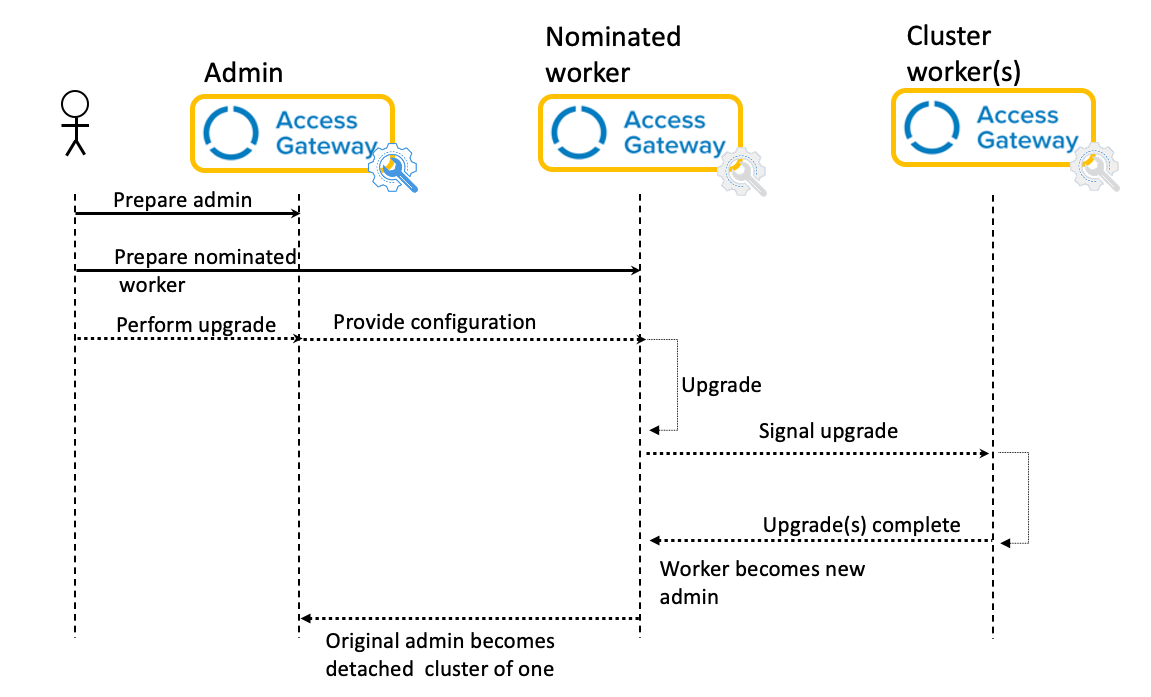 Admin
Nominated
worker
Cluster
worker(s)
Access
Gateway
Access
Gateway
Access
Gateway
Prepare admin
Prepare nominated
worker
Perform upgrade
Provide configuration
Upgrade
Signal upgrade
Upgrade(s) complete
Worker becomes new
admin
Original admin becomes
detached cluster of one